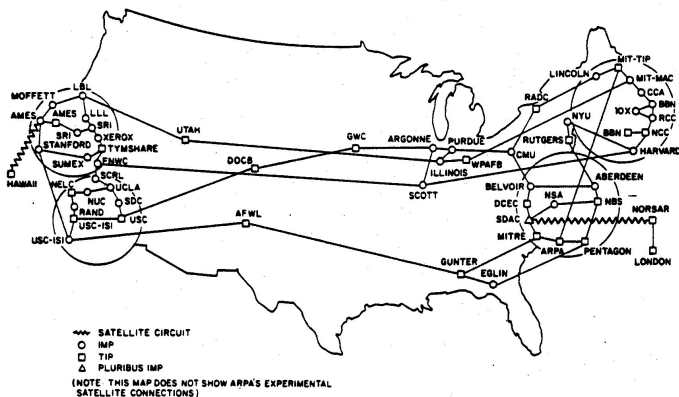 MIT-TIP
LINCOLN
MIT-MAC
LBL
MOFFETT
CCA
RADC
BBN
AMES
AMES
LLL
10X
RCC
SRI
NYU
SRI
XEROX
BBN
NCC
STANFORD
TYMSHARE
UTAH
GWC
ARGONNE
PURDUE
RUTGERS
SUMEX
ENWC
DOCB
WPAFB
CMU
HARVARD
HAWAII
SCRL
ILLINOIS
ABERDEEN
NELC
UCLA
SCOTT
BELVOIR
NSA
NUC
SDC
DCEC
NBS
RAND
AFWL
SDAC
NORSAR
USC-ISI
USC
USC-ISI
MITRE
ARPA
PENTAGON
GUNTER
LONDON
EGLIN
SATELLITE CIRCUIT
IMP
TIP
PLURIBUS IMP
(NOTE THIS MAP DOES NOT SHOW ARPA'S EXPERIMENTAL
SATELLITE CONNECTIONS)